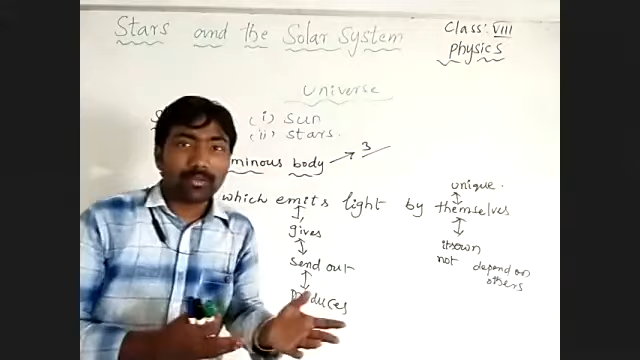 Stars and the Solar System
Class: VIII
Physics
Universe
(i) Sun
(ii) stars.
minous body → 3
which emits light by themselves
unique.
gives
itsown
Send out
not depend on
others
Produces